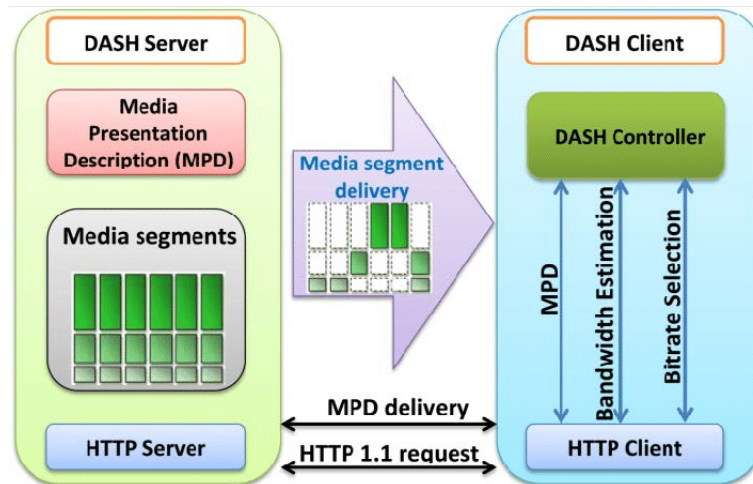 DASH Server
Media
Presentation
Description (MPD)
Media segments
HTTP Server
Media segment
delivery
MPD delivery
HTTP 1.1 request
DASH Client
DASH Controller
MPD
Bandwidth Estimation
Bitrate Selection
HTTP Client